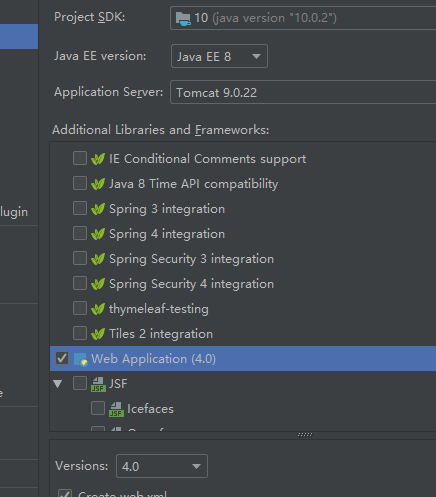 Project SDK: 10 (java version "10.0.2")
Java EE version: Java EE 8
Application Server: Tomcat 9.0.22
Additional Libraries and Frameworks:
IE Conditional Comments support
Java 8 Time API compatibility
lugin
Spring 3 integration
Spring 4 integration
Spring Security 3 integration
Spring Security 4 integration
thymeleaf-testing
Tiles 2 integration
Web Application (4.0)
JSF JSF
e
JSF Icefaces
Versions: 4.0
Create web.xml